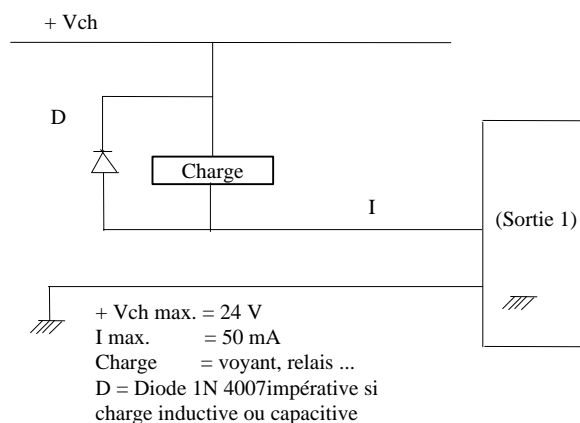 + Vch
D
Charge
I
(Sortie 1)
+ Vch max. = 24 V
I max. = 50 mA
Charge = voyant, relais ...
D = Diode 1N 4007impérative si
charge inductive ou capacitive